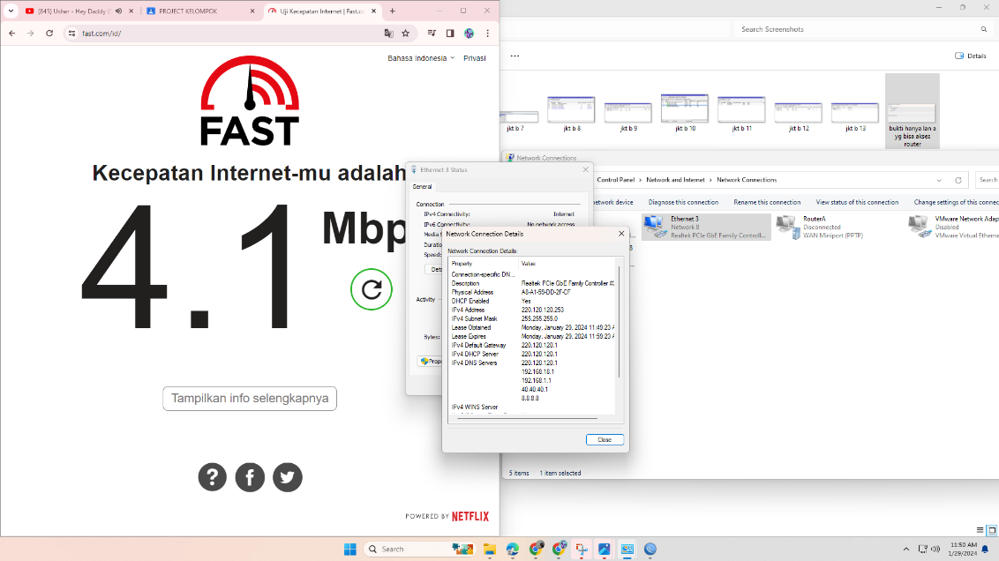 (845) Usher - Hey Daddy (D
PROJECT KELOMPOK
Uji Kecepatan Internet | Fast.co
fast.com/id/
Bahasa Indonesia
Privasi
FAST
Kecepatan Internet-mu adalah
4.1
Mbp
Tampilkan info selengkapnya
POWERED BY NETFLIX
Search Screenshots
Details
jkt b 7
jkt b 8
jkt b 9
jkt b 10
jkt b 11
jkt b 12
jkt b 13
bukti hanya lan a
yg bisa akses
router
Network Connections
Control Panel > Network and Internet > Network Connections
Search
network device
Diagnose this connection
Rename this connection
View status of this connection
Change settings of this connec
Ethernet 3
Network 8
Realtek PCIe GbE Family Controll...
RouterA
Disconnected
WAN Miniport (PPTP)
VMware Network Adap
Disabled
VMware Virtual Etherne
5 items
1 item selected
Ethernet 3 Status
General
Connection
IPv4 Connectivity: Internet
IPv6 Connectivity: No network access
Media S
Duratio
Speed:
Deta
Activity
Bytes:
Prope
Network Connection Details
Network Connection Details:
Property Value
Connection-specific DN...
Description Realtek PCIe GbE Family Controller #
Physical Address A8-A1-59-DD-2F-CF
DHCP Enabled Yes
IPv4 Address 220.120.120.253
IPv4 Subnet Mask 255.255.255.0
Lease Obtained Monday, January 29, 2024 11:49:23 A
Lease Expires Monday, January 29, 2024 11:59:23 A
IPv4 Default Gateway 220.120.120.1
IPv4 DHCP Server 220.120.120.1
IPv4 DNS Servers 220.120.120.1
192.168.18.1
192.168.1.1
40.40.40.1
8.8.8.8
IPv4 WINS Server
Close
Search
11:50 AM
1/29/2024